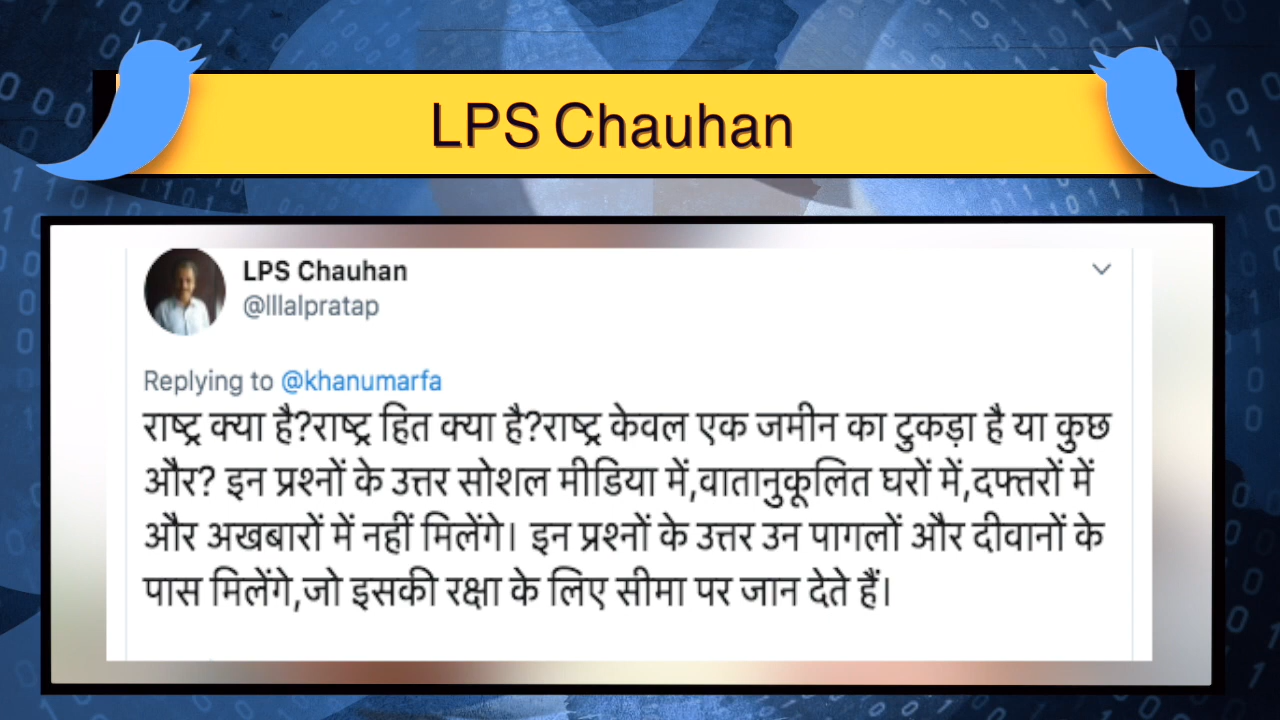 LPS Chauhan
LPS Chauhan
@lllalpratap
Replying to @khanumarfa
राष्ट्र क्या है?राष्ट्र हित क्या है?राष्ट्र केवल एक जमीन का टुकड़ा है या कुछ
और? इन प्रश्नों के उत्तर सोशल मीडिया में,वातानुकूलित घरों में,दफ्तरों में
और अखबारों में नहीं मिलेंगे। इन प्रश्नों के उत्तर उन पागलों और दीवानों के
पास मिलेंगे,जो इसकी रक्षा के लिए सीमा पर जान देते हैं।